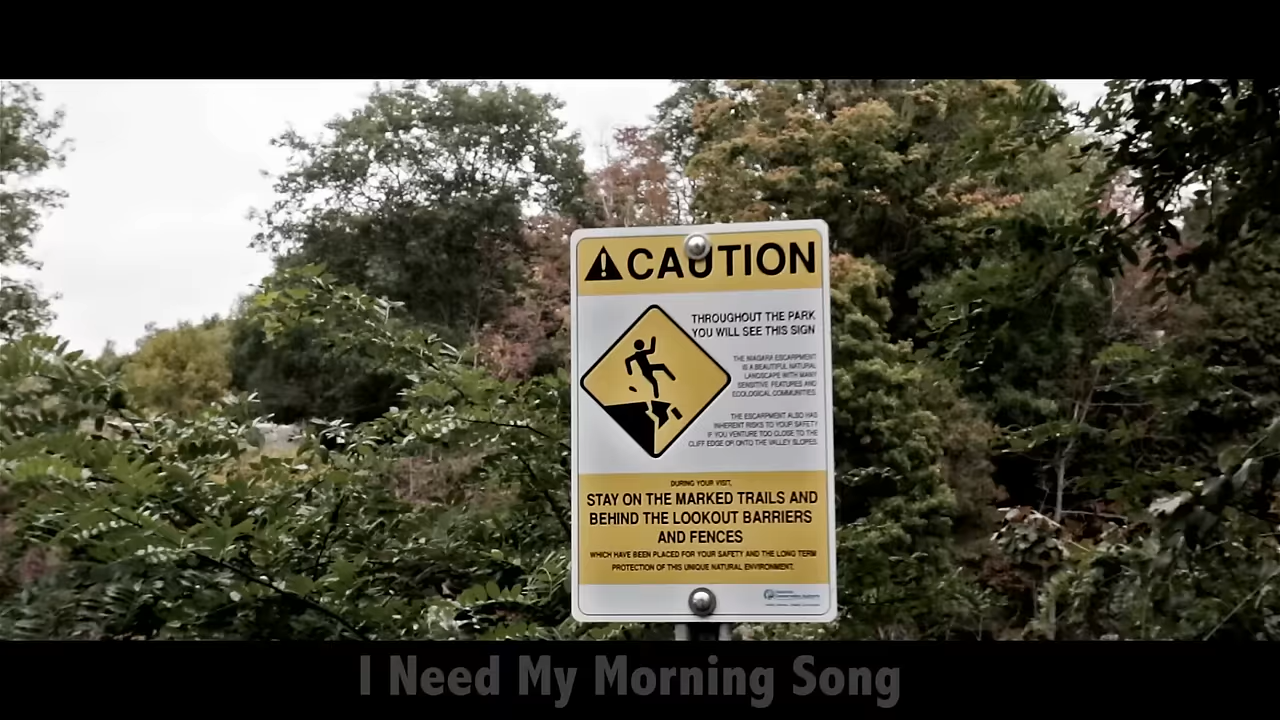 CAUTION
THROUGHOUT THE PARK
YOU WILL SEE THIS SIGN
THE NIAGARA ESCARPMENT
IS A BEAUTIFUL NATURAL
LANDSCAPE WITH MANY
SENSITIVE FEATURES AND
ECOLOGICAL COMMUNITIES.
THE ESCARPMENT ALSO HAS
INHERENT RISKS TO YOUR SAFETY
IF YOU VENTURE TOO CLOSE TO THE
CLIFF EDGE OR ONTO THE VALLEY SLOPES.
DURING YOUR VISIT,
STAY ON THE MARKED TRAILS AND
BEHIND THE LOOKOUT BARRIERS
AND FENCES
WHICH HAVE BEEN PLACED FOR YOUR SAFETY AND THE LONG TERM
PROTECTION OF THIS UNIQUE NATURAL ENVIRONMENT.
I Need My Morning Song